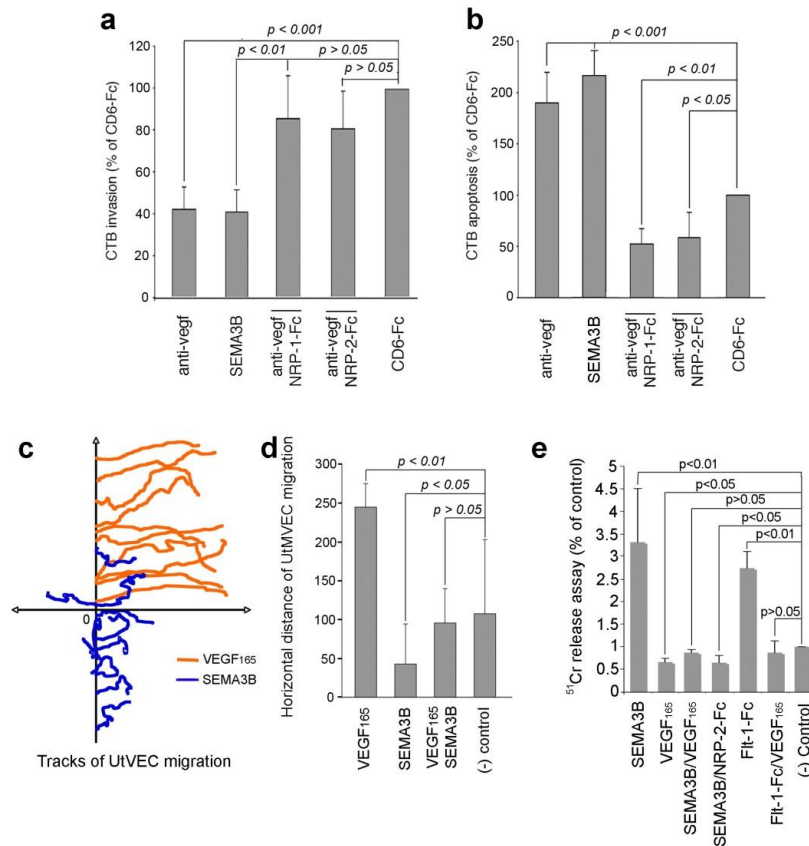 a
p < 0.001
p < 0.01 p > 0.05
p > 0.05
CTB invasion (% of CD6-Fc)
120
100
80
60
40
20
0
anti-vegf
SEMA3B
anti-vegf
NRP-1-Fc
anti-vegf
NRP-2-Fc
CD6-Fc
b
p < 0.001
p < 0.01
p < 0.05
CTB apoptosis (% of CD6-Fc)
250
200
150
100
50
0
anti-vegf
SEMA3B
anti-vegf
NRP-1-Fc
anti-vegf
NRP-2-Fc
CD6-Fc
c
0
VEGF165
SEMA3B
Tracks of UtVEC migration
d
p < 0.01
p < 0.05
p > 0.05
Horizontal distance of UtMVEC migration
300
250
200
150
100
50
0
VEGF165
SEMA3B
VEGF165
SEMA3B
(-) control
e
p<0.01
p<0.05
p>0.05
p<0.05
p<0.01
p>0.05
51Cr release assay (% of control)
5
4.5
4
3.5
3
2.5
2
1.5
1
0.5
0
SEMA3B
VEGF165
SEMA3B/VEGF165
SEMA3B/NRP-2-Fc
Flt-1-Fc
Flt-1-Fc/VEGF165
(-) Control